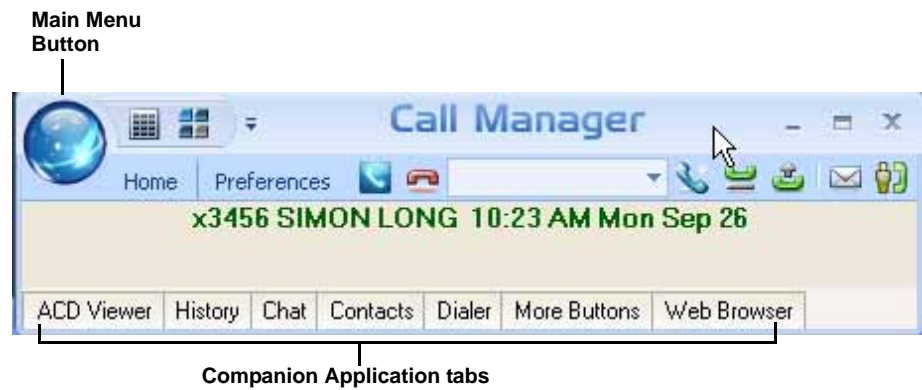 Main Menu
Button
Call Manager
Home Preferences
x3456 SIMON LONG 10:23 AM Mon Sep 26
ACD Viewer History Chat Contacts Dialer More Buttons Web Browser
Companion Application tabs